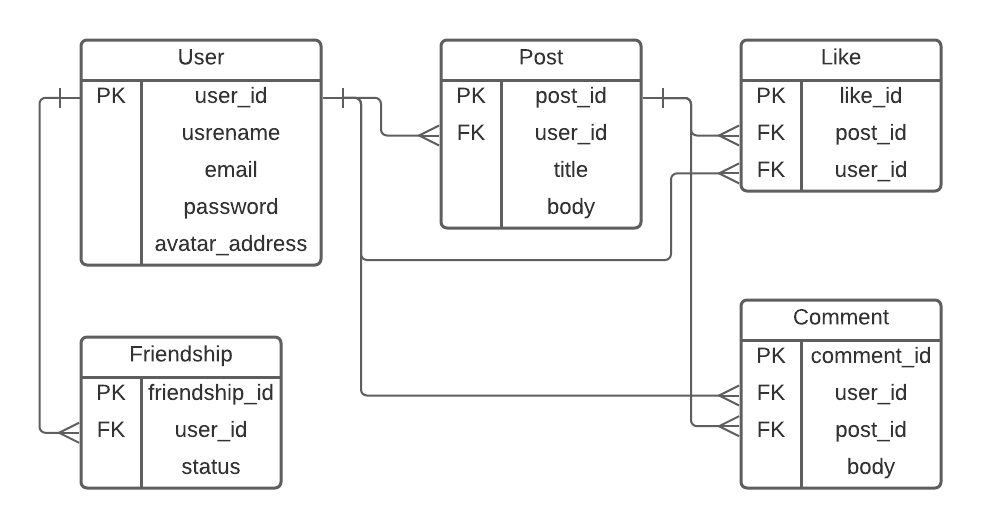 User
PK user_id
usrename
email
password
avatar_address
Post
PK post_id
FK user_id
title
body
Like
PK like_id
FK post_id
FK user_id
Friendship
PK friendship_id
FK user_id
status
Comment
PK comment_id
FK user_id
FK post_id
body